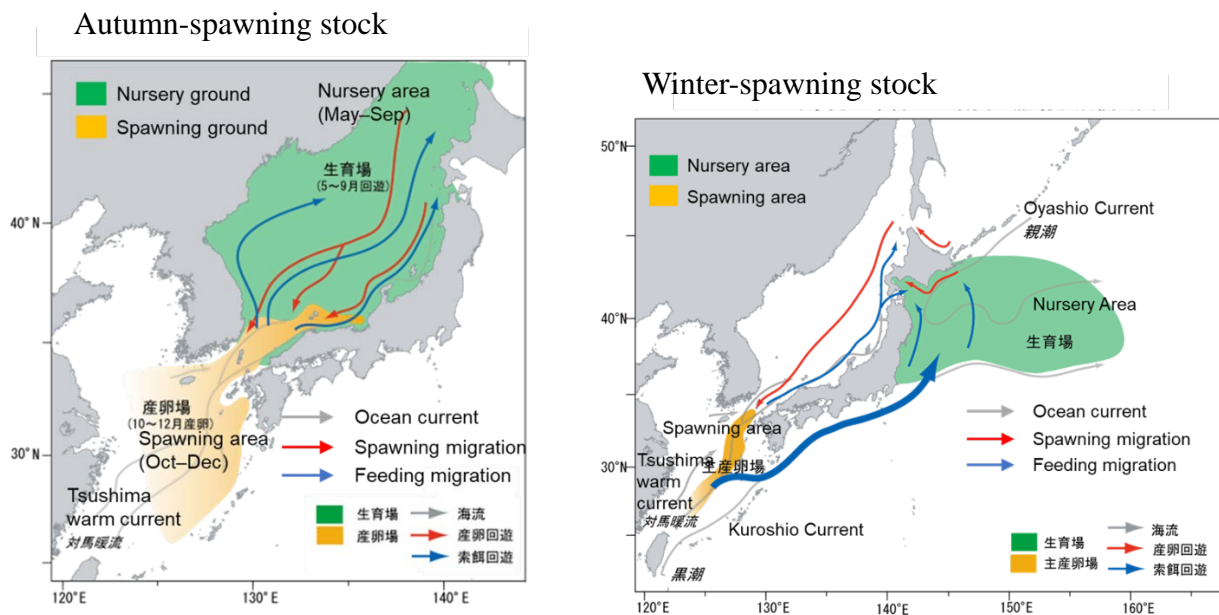 Autumn-spawning stock
Nursery ground
Spawning ground
Nursery area
(May–Sep)
生育場
(5～9月回遊)
40°N
30°N
産卵場
(10～12月産卵)
Spawning area
(Oct–Dec)
Tsushima
warm current
対馬暖流
Ocean current
Spawning migration
Feeding migration
生育場
産卵場
海流
産卵回遊
索餌回遊
120°E
130°
135°
140°
Winter-spawning stock
50°N
Nursery area
Spawning area
Oyashio Current
親潮
Nursery Area
生育場
40°N
30°N
Spawning area
主産卵場
Tsushima
warm
current
対馬暖流
Kuroshio Current
黒潮
Ocean current
Spawning migration
Feeding migration
生育場
主産卵場
海流
産卵回遊
索餌回遊
120°E
130°E
140°E
150°E
160°E